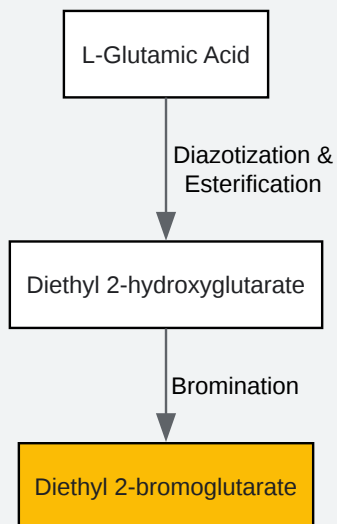 L-Glutamic Acid
Diazotization &
Esterification
Diethyl 2-hydroxyglutarate
Bromination
Diethyl 2-bromoglutarate